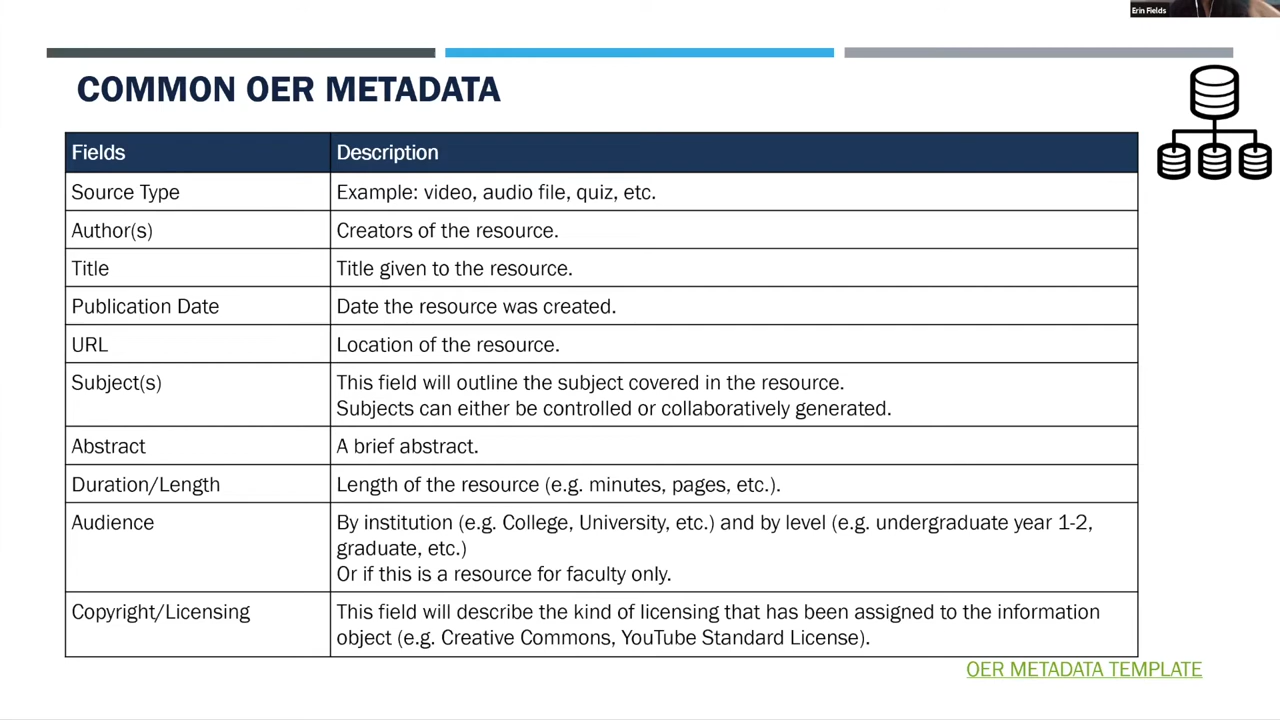 Erin Fields
COMMON OER METADATA
Fields Description
Source Type Example: video, audio file, quiz, etc.
Author(s) Creators of the resource.
Title Title given to the resource.
Publication Date Date the resource was created.
URL Location of the resource.
Subject(s) This field will outline the subject covered in the resource.
Subjects can either be controlled or collaboratively generated.
Abstract A brief abstract.
Duration/Length Length of the resource (e.g. minutes, pages, etc.).
Audience By institution (e.g. College, University, etc.) and by level (e.g. undergraduate year 1-2,
graduate, etc.)
Or if this is a resource for faculty only.
Copyright/Licensing This field will describe the kind of licensing that has been assigned to the information
object (e.g. Creative Commons, YouTube Standard License).
OER METADATA TEMPLATE